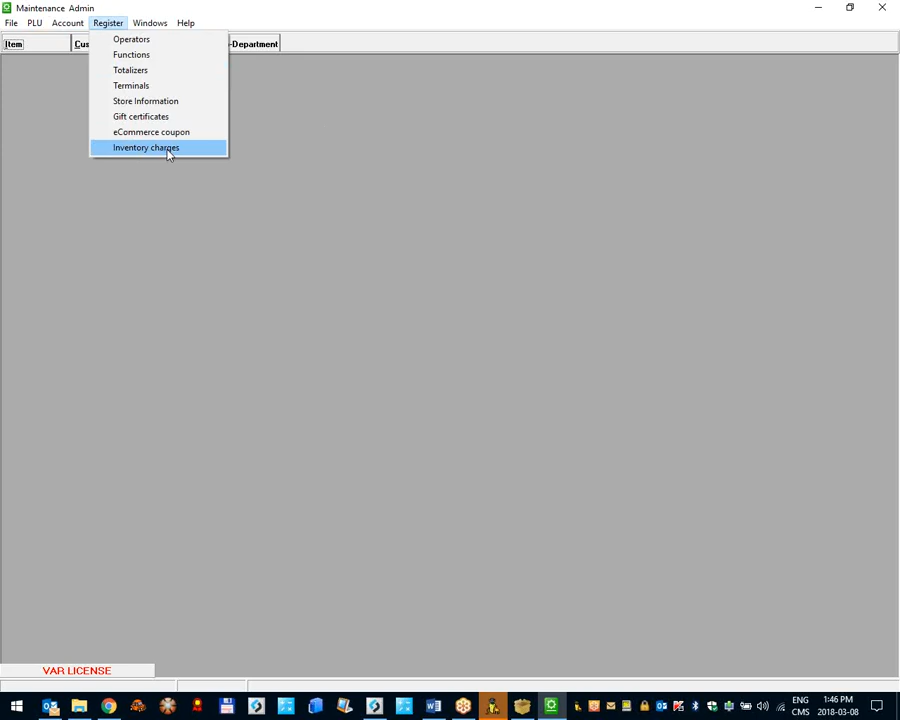 Maintenance Admin
File PLU Account Register Windows Help
Item Cus -Department
Operators
Functions
Totalizers
Terminals
Store Information
Gift certificates
eCommerce coupon
Inventory charges
VAR LICENSE
ENG 1:46 PM
CMS 2018-03-08